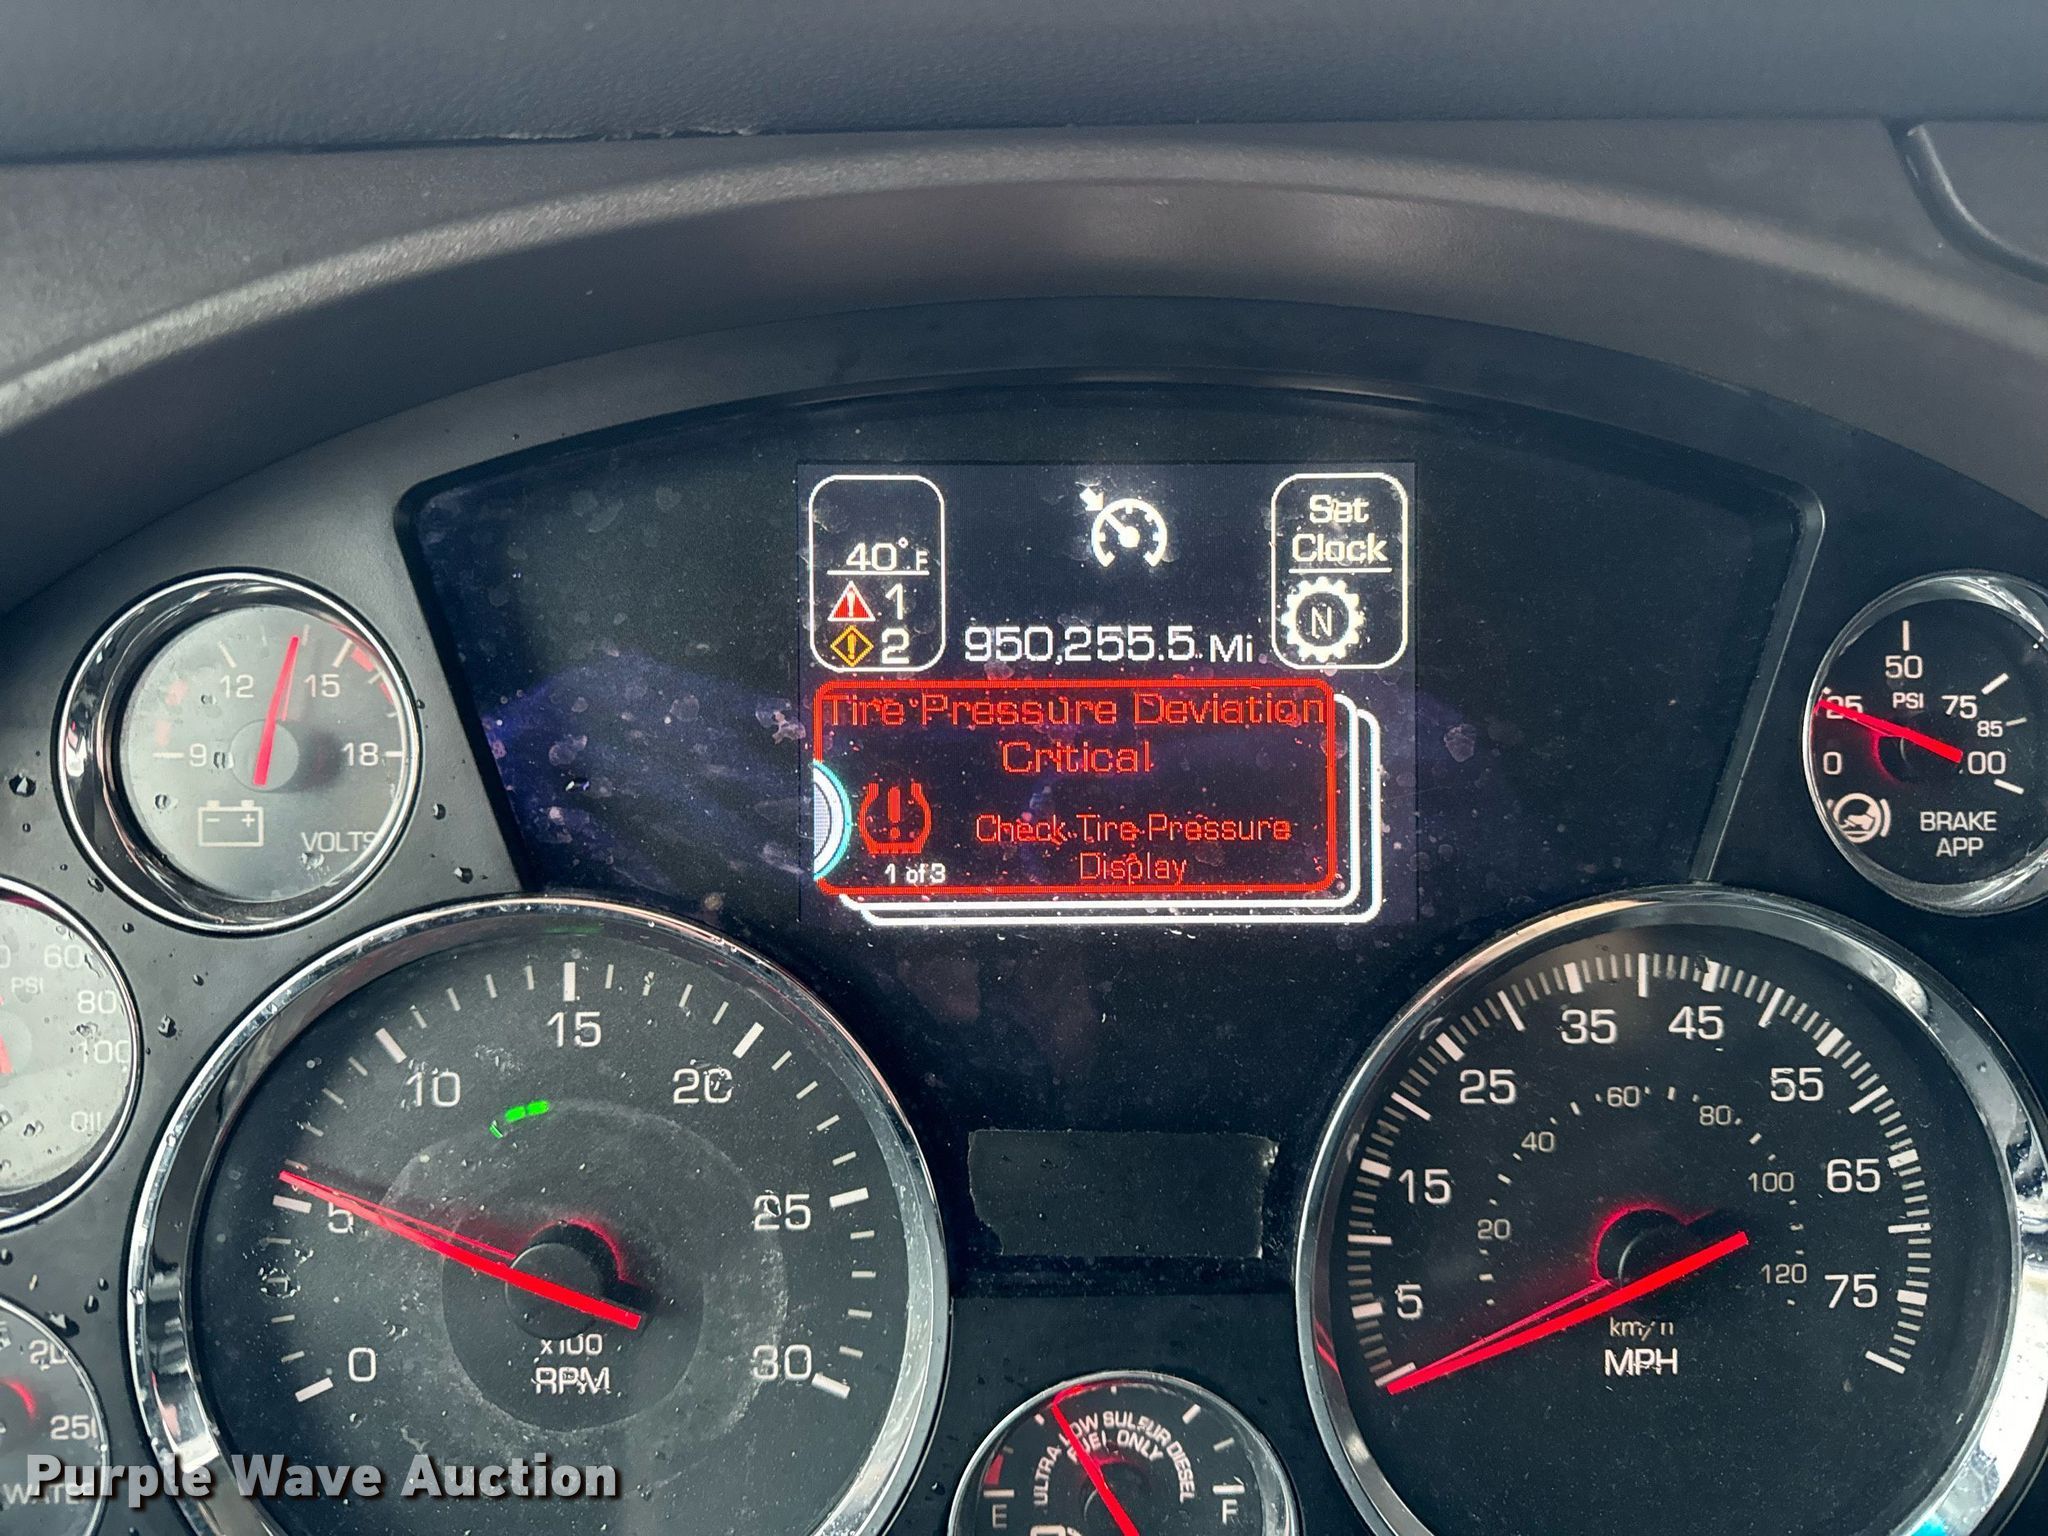 40°F
1
2
950,255.5 Mi
Set
Clock
N
Tire Pressure Deviation
Critical
Check Tire Pressure
Display
1 of 3
9
12
15
18
VOLTS
25
50
75
85
0
PSI
BRAKE
APP
60
PSI
80
100
Oil
0
5
10
15
20
25
30
x100
RPM
5
15
25
35
45
55
65
75
20
40
60
80
100
120
km/h
MPH
250
WATER
ULTRA LOW SULFUR DIESEL
FUEL ONLY
E
F
Purple Wave Auction